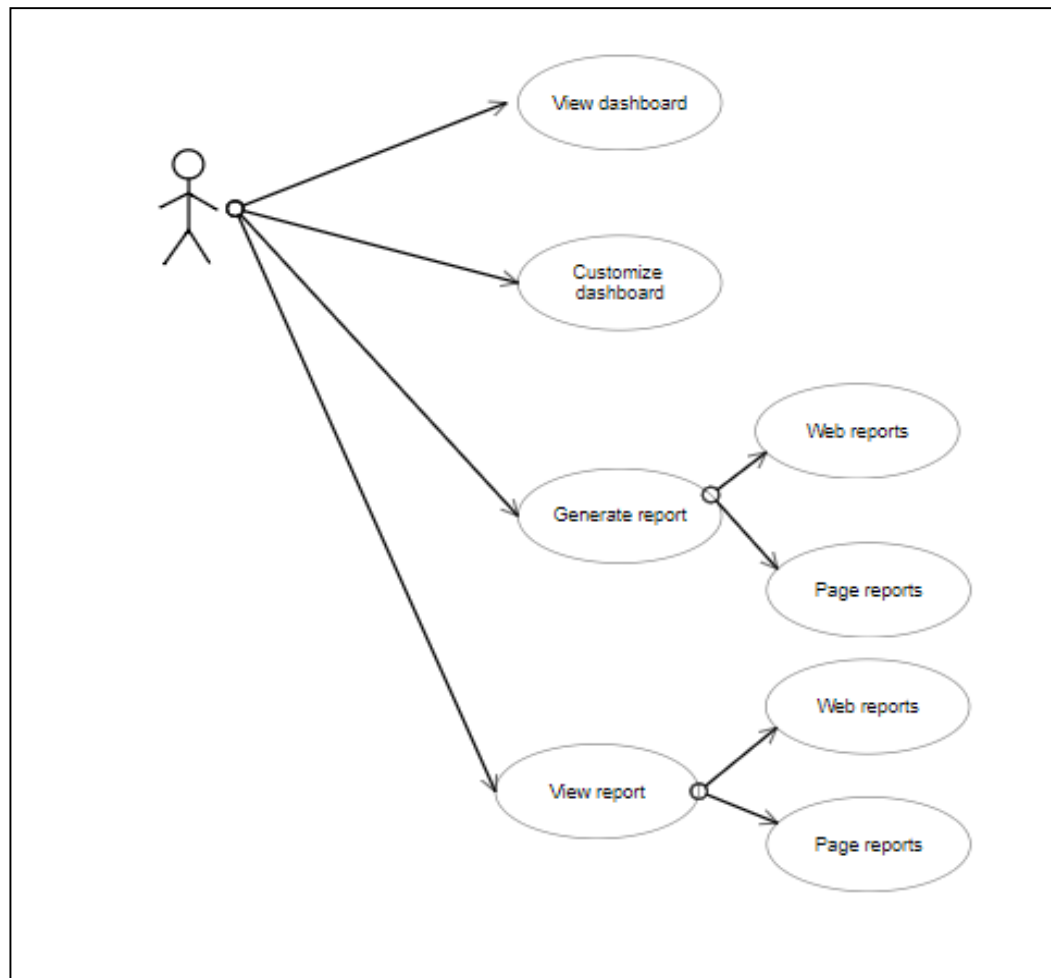 View dashboard
Customize
dashboard
Web reports
Generate report
Page reports
Web reports
View report
Page reports